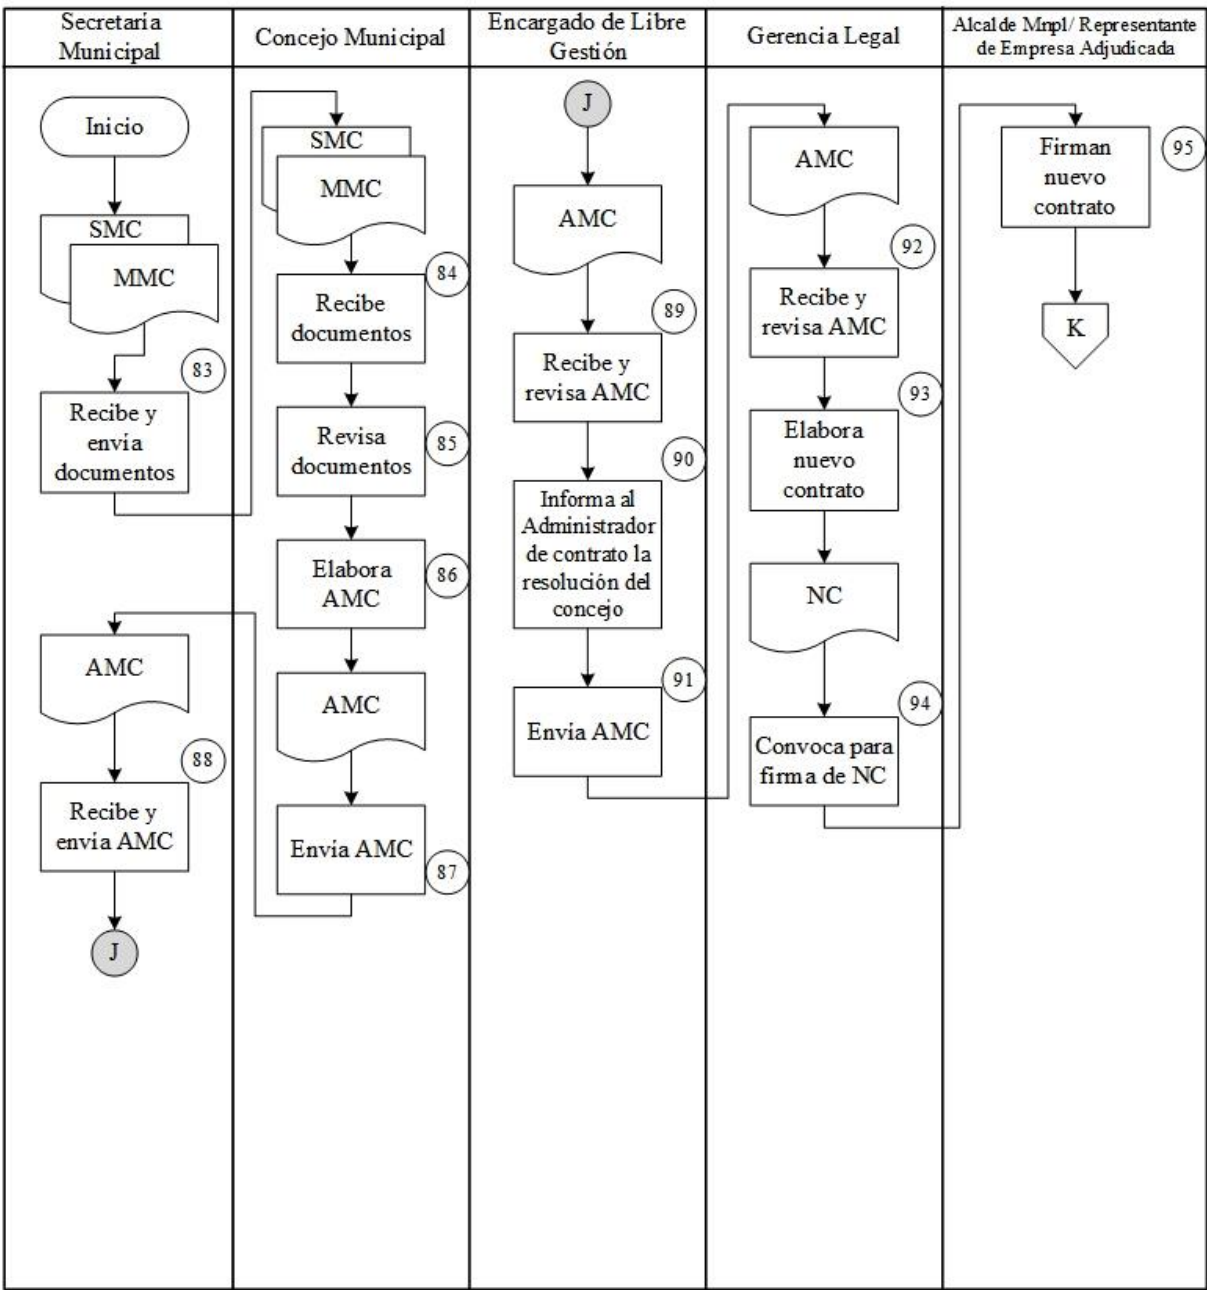 Secretaría
Municipal
Concejo Municipal
Encargado de Libre
Gestión
Gerencia Legal
Alcalde Mnpl/ Representante
de Empresa Adjudicada
Inicio
SMC
MMC
83
Recibe y
envía
documentos
AMC
88
Recibe y
envía AMC
J
SMC
MMC
84
Recibe
documentos
Revisa
documentos
85
Elabora
AMC
86
AMC
Envía AMC
87
J
AMC
89
Recibe y
revisa AMC
90
Informa al
Administrador
de contrato la
resolución del
concejo
91
Envía AMC
AMC
92
Recibe y
revisa AMC
93
Elabora
nuevo
contrato
NC
94
Convoca para
firma de NC
Firman
nuevo
contrato
95
K